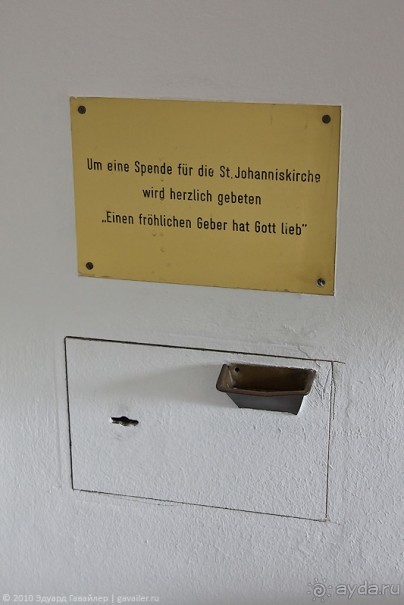 Um eine Spende für die St. Johanniskirche
wird herzlich gebeten
„Einen fröhlichen Geber hat Gott lieb"
© 2010 Эдуард Гавайлер | gavailer.ru
ayda.ru